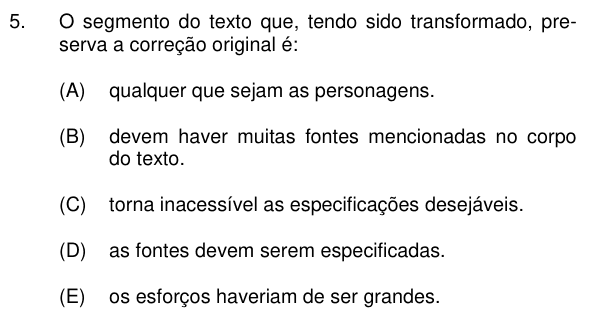 5. O segmento do texto que, tendo sido transformado, pre-
serva a correção original é:
(A) qualquer que sejam as personagens.
(B) devem haver muitas fontes mencionadas no corpo
do texto.
(C) torna inacessível as especificações desejáveis.
(D) as fontes devem serem especificadas.
(E) os esforços haveriam de ser grandes.